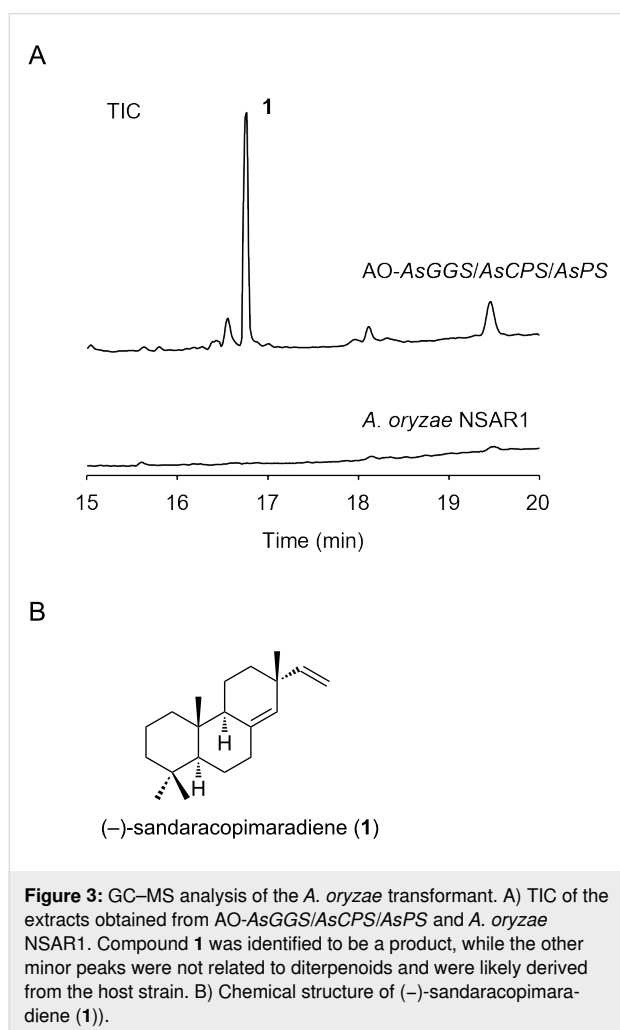 A
TIC
1
AO-AsGGS/AsCPS/AsPS
A. oryzae NSAR1
15 16 17 18 19 20
Time (min)
B
H
H
(–)-sandaracopimaradiene (1)
Figure 3: GC–MS analysis of the A. oryzae transformant. A) TIC of the
extracts obtained from AO-AsGGS/AsCPS/AsPS and A. oryzae
NSAR1. Compound 1 was identified to be a product, while the other
minor peaks were not related to diterpenoids and were likely derived
from the host strain. B) Chemical structure of (−)-sandaracopimara-
diene (1)).